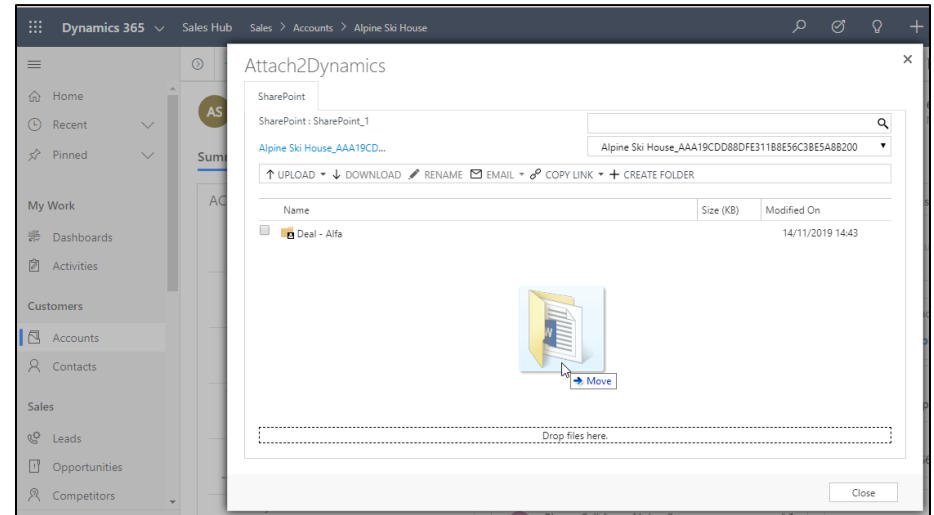 Dynamics 365 Sales Hub Sales > Accounts > Alpine Ski House
Home
Recent
Pinned
My Work
Dashboards
Activities
Customers
Accounts
Contacts
Sales
Leads
Opportunities
Competitors
AS
Attach2Dynamics
SharePoint
SharePoint : SharePoint_1
Alpine Ski House_AAA19CD...
Alpine Ski House_AAA19CDD88DFE311B8E56C3BE5A8B200
UPLOAD DOWNLOAD RENAME EMAIL COPY LINK CREATE FOLDER
Name Size (KB) Modified On
Deal - Alfa 14/11/2019 14:43
W
Move
Drop files here.
Close